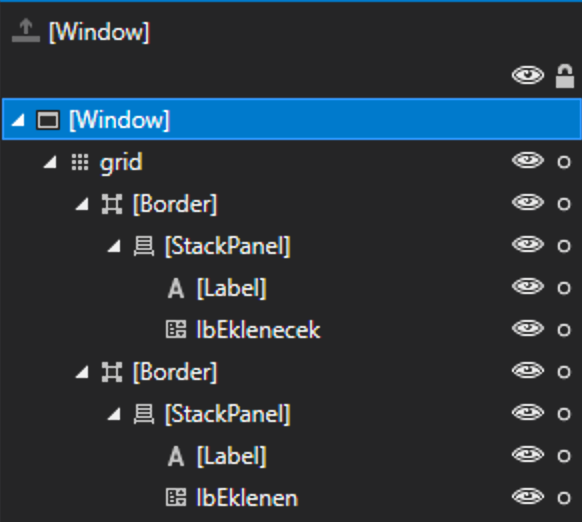 [Window]
[Window]
grid
[Border]
[StackPanel]
A [Label]
lbEklenecek
[Border]
[StackPanel]
A [Label]
lbEklenen